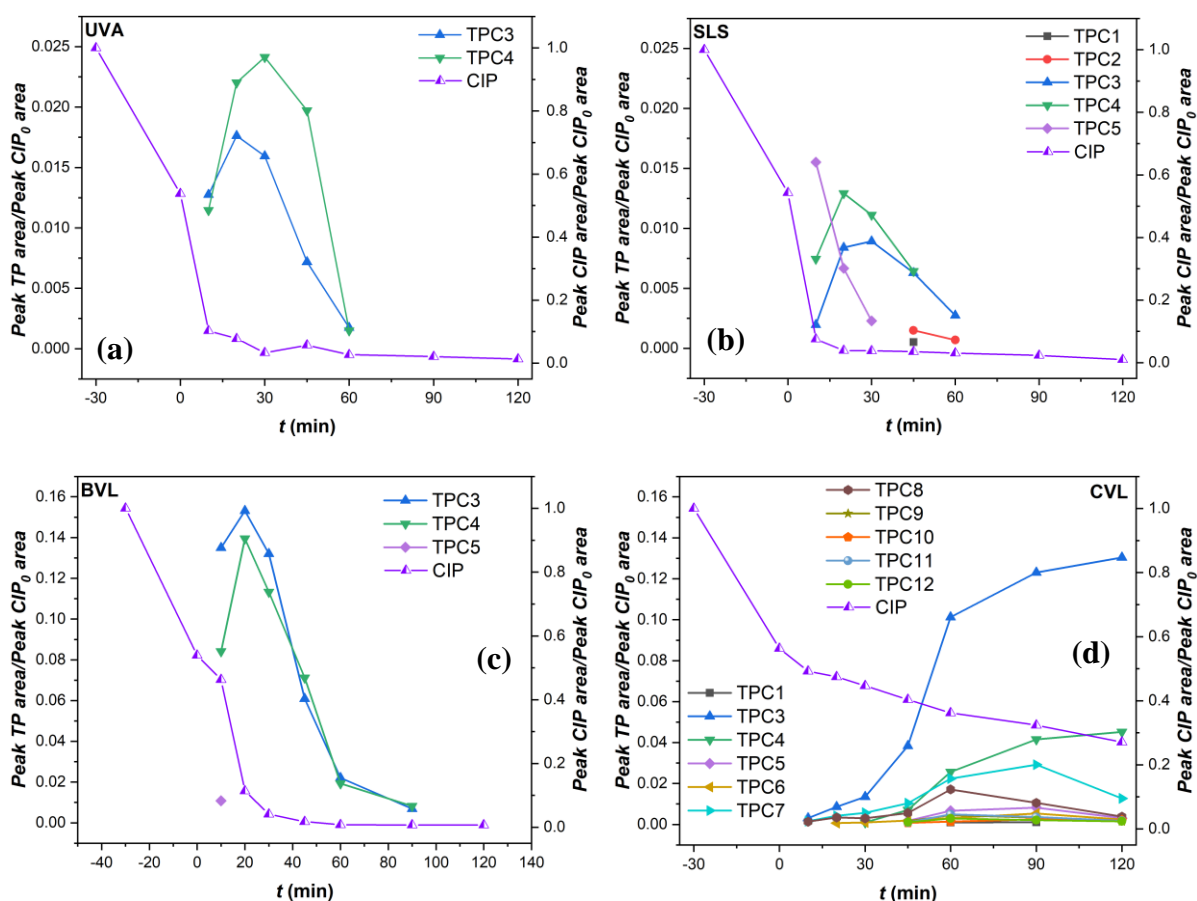 UVA
TPC3
TPC4
CIP
(a)
Peak TP area/Peak CIP0 area
0.025
0.020
0.015
0.010
0.005
0.000
1.0
0.8
0.6
0.4
0.2
0.0
Peak CIP area/Peak CIP0 area
-30 0 30 60 90 120
t (min)
SLS
TPC1
TPC2
TPC3
TPC4
TPC5
CIP
(b)
Peak TP area/Peak CIP0 area
0.025
0.020
0.015
0.010
0.005
0.000
1.0
0.8
0.6
0.4
0.2
0.0
Peak CIP area/Peak CIP0 area
-30 0 30 60 90 120
t (min)
BVL
TPC3
TPC4
TPC5
CIP
(c)
Peak TP area/Peak CIP0 area
0.16
0.14
0.12
0.10
0.08
0.06
0.04
0.02
0.00
1.0
0.8
0.6
0.4
0.2
0.0
Peak CIP area/Peak CIP0 area
-40 -20 0 20 40 60 80 100 120 140
t (min)
CVL
TPC8
TPC9
TPC10
TPC11
TPC12
CIP
(d)
TPC1
TPC3
TPC4
TPC5
TPC6
TPC7
Peak TP area/Peak CIP0 area
0.16
0.14
0.12
0.10
0.08
0.06
0.04
0.02
0.00
1.0
0.8
0.6
0.4
0.2
0.0
Peak CIP area/Peak CIP0 area
-30 0 30 60 90 120
t (min)